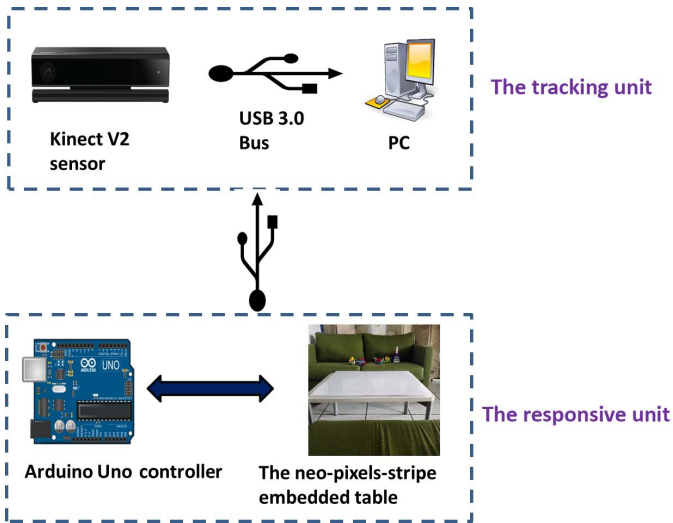 The tracking unit
USB 3.0
Bus
Kinect V2
sensor
PC
UNO
ARDUINO
The responsive unit
Arduino Uno controller
The neo-pixels-stripe
embedded table